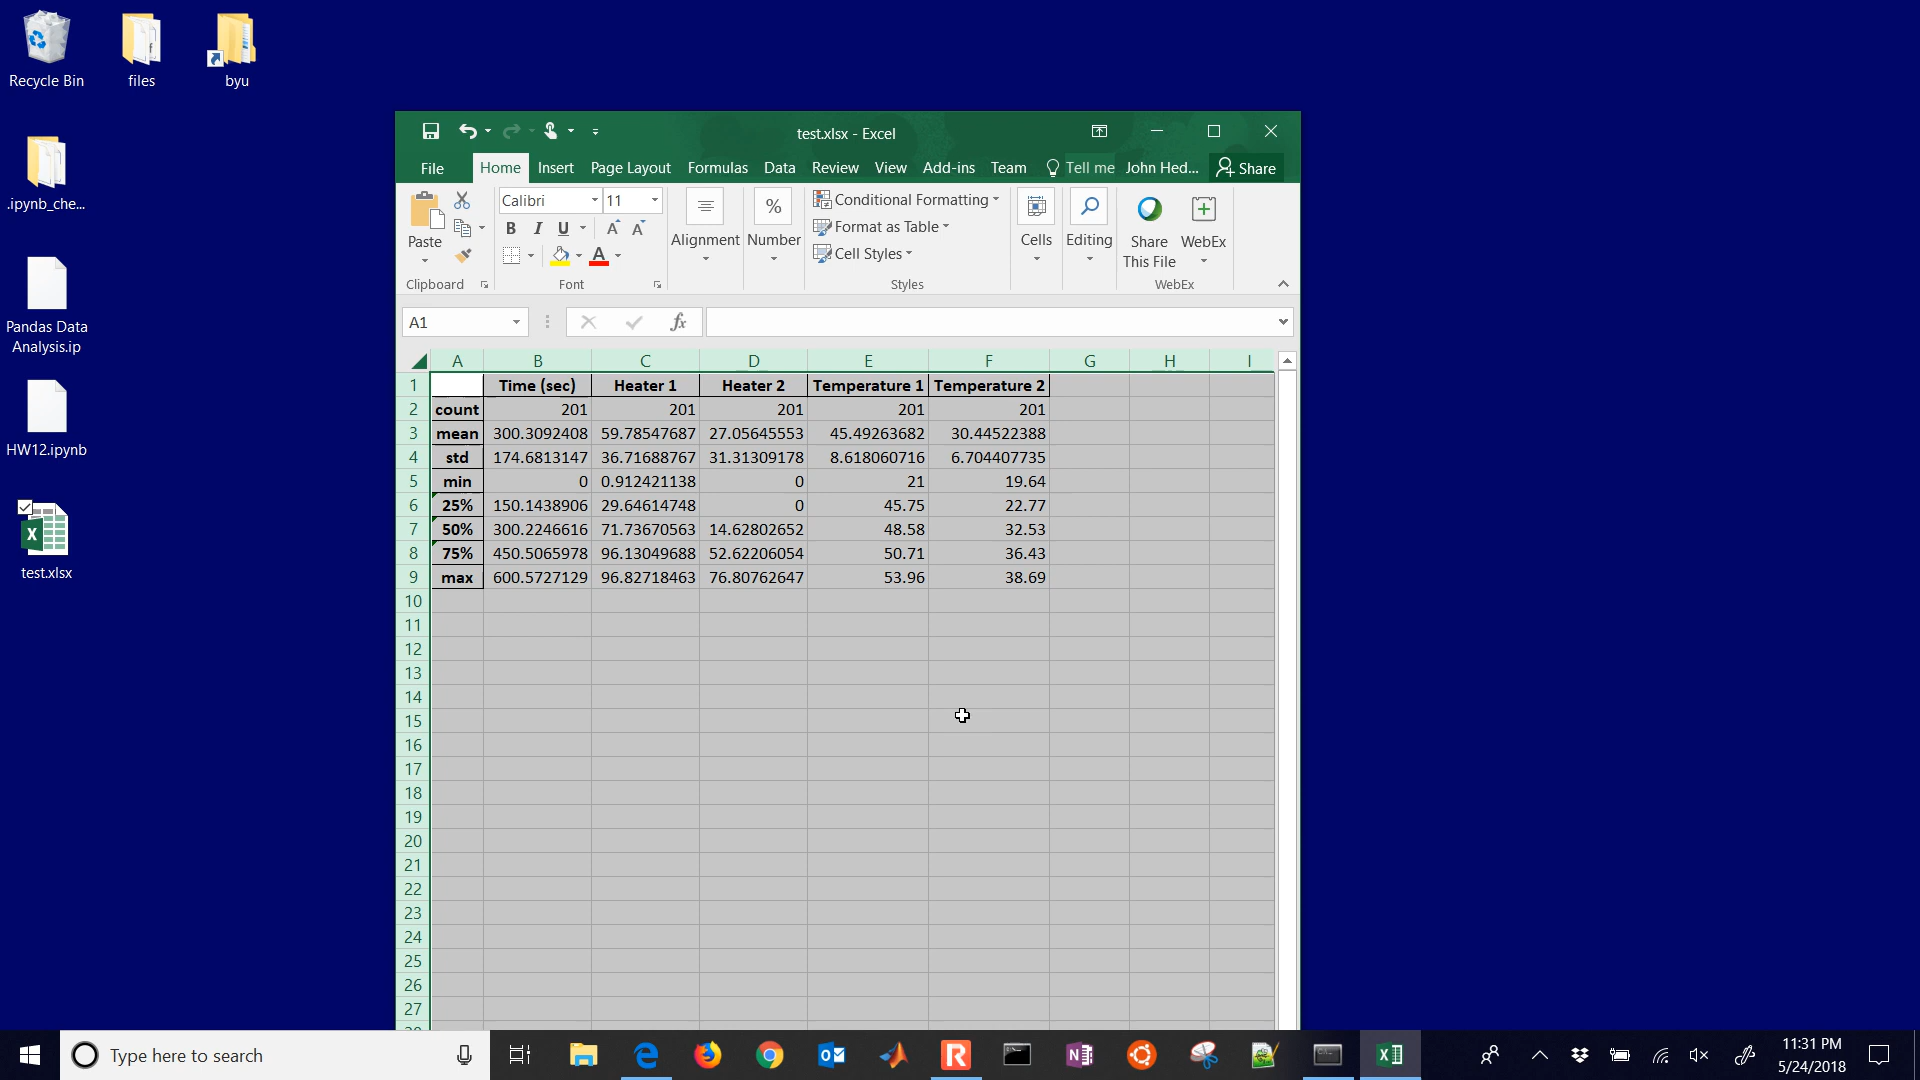 Recycle Bin
files
byu
.ipynb_che...
Pandas Data
Analysis.ip
HW12.ipynb
test.xlsx
test.xlsx - Excel
File Home Insert Page Layout Formulas Data Review View Add-ins Team Tell me John Hed... Share
Paste
Clipboard
Calibri 11
B I U A A
A
Font
Alignment
%
Number
Conditional Formatting
Format as Table
Cell Styles
Styles
Cells
Editing
Share
This File
WebEx
WebEx
A1 fx
A B C D E F G H I
1 Time (sec) Heater 1 Heater 2 Temperature 1 Temperature 2
2 count 201 201 201 201 201
3 mean 300.3092408 59.78547687 27.05645553 45.49263682 30.44522388
4 std 174.6813147 36.71688767 31.31309178 8.618060716 6.704407735
5 min 0 0.912421138 0 21 19.64
6 25% 150.1438906 29.64614748 0 45.75 22.77
7 50% 300.2246616 71.73670563 14.62802652 48.58 32.53
8 75% 450.5065978 96.13049688 52.62206054 50.71 36.43
9 max 600.5727129 96.82718463 76.80762647 53.96 38.69
10
11
12
13
14
15
16
17
18
19
20
21
22
23
24
25
26
27
Type here to search
11:31 PM
5/24/2018